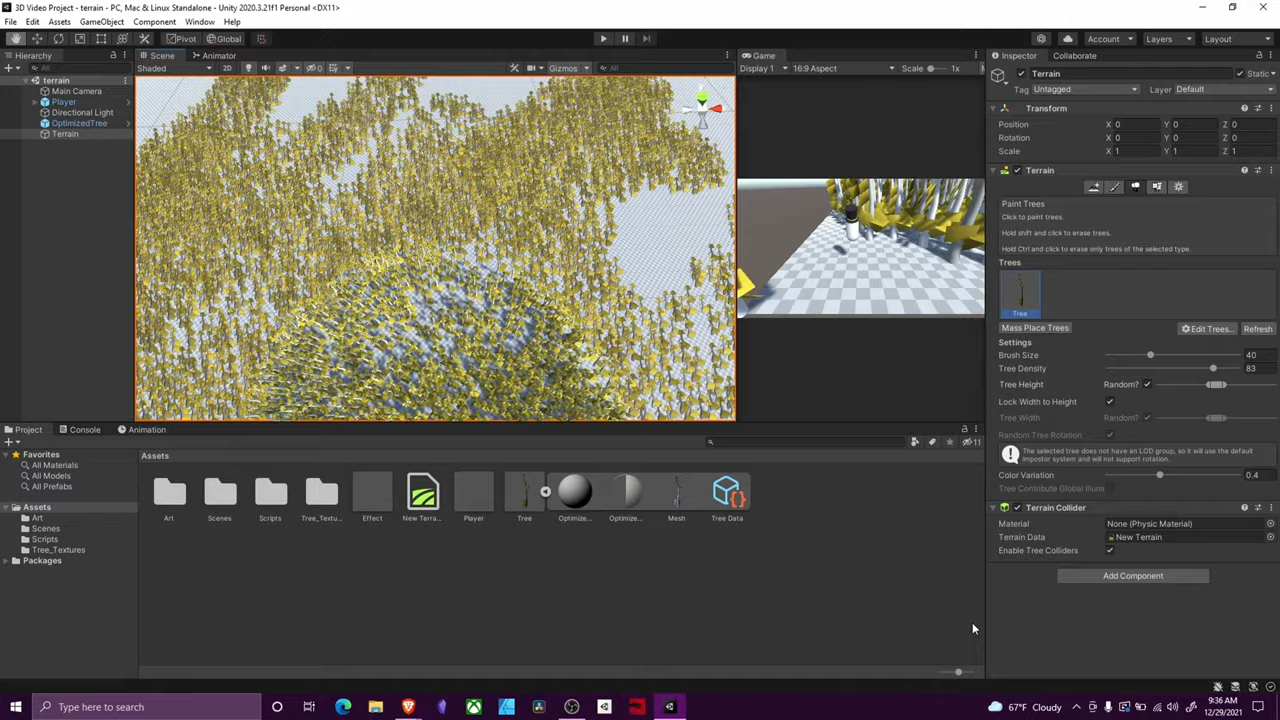 3D Video Project - terrain - PC, Mac & Linux Standalone - Unity 2020.3.21f1 Personal <DX11>
File Edit Assets GameObject Component Window Help
Pivot Global Account Layers Layout
Hierarchy Scene Animator Game Inspector Collaborate
All Shaded 2D 0 Gizmos All Display 1 16:9 Aspect Scale 1x
Terrain Static
terrain
Main Camera
Player
Directional Light
OptimizedTree
Terrain
Tag Untagged Layer Default
Transform
Position X 0 Y 0 Z 0
Rotation X 0 Y 0 Z 0
Scale X 1 Y 1 Z 1
Terrain
Paint Trees
Click to paint trees.
Hold shift and click to erase trees.
Hold Ctrl and click to erase only trees of the selected type.
Trees
Tree
Mass Place Trees Edit Trees... Refresh
Settings
Brush Size 40
Tree Density 83
Tree Height Random?
Lock Width to Height
Tree Width Random?
Random Tree Rotation
The selected tree does not have an LOD group, so it will use the default impostor system and will not support rotation.
Color Variation 0.4
Tree Contribute Global Illumi
Terrain Collider
Material None (Physic Material)
Terrain Data New Terrain
Enable Tree Colliders
Add Component
Project Console Animation
11
Favorites
All Materials
All Models
All Prefabs
Assets
Art
Scenes
Scripts
Tree_Textures
Packages
Assets
Art Scenes Scripts Tree_Textu... Effect New Terra... Player Tree Optimize... Optimize... Mesh Tree Data
Type here to search
67°F Cloudy
9:36 AM
12/29/2021